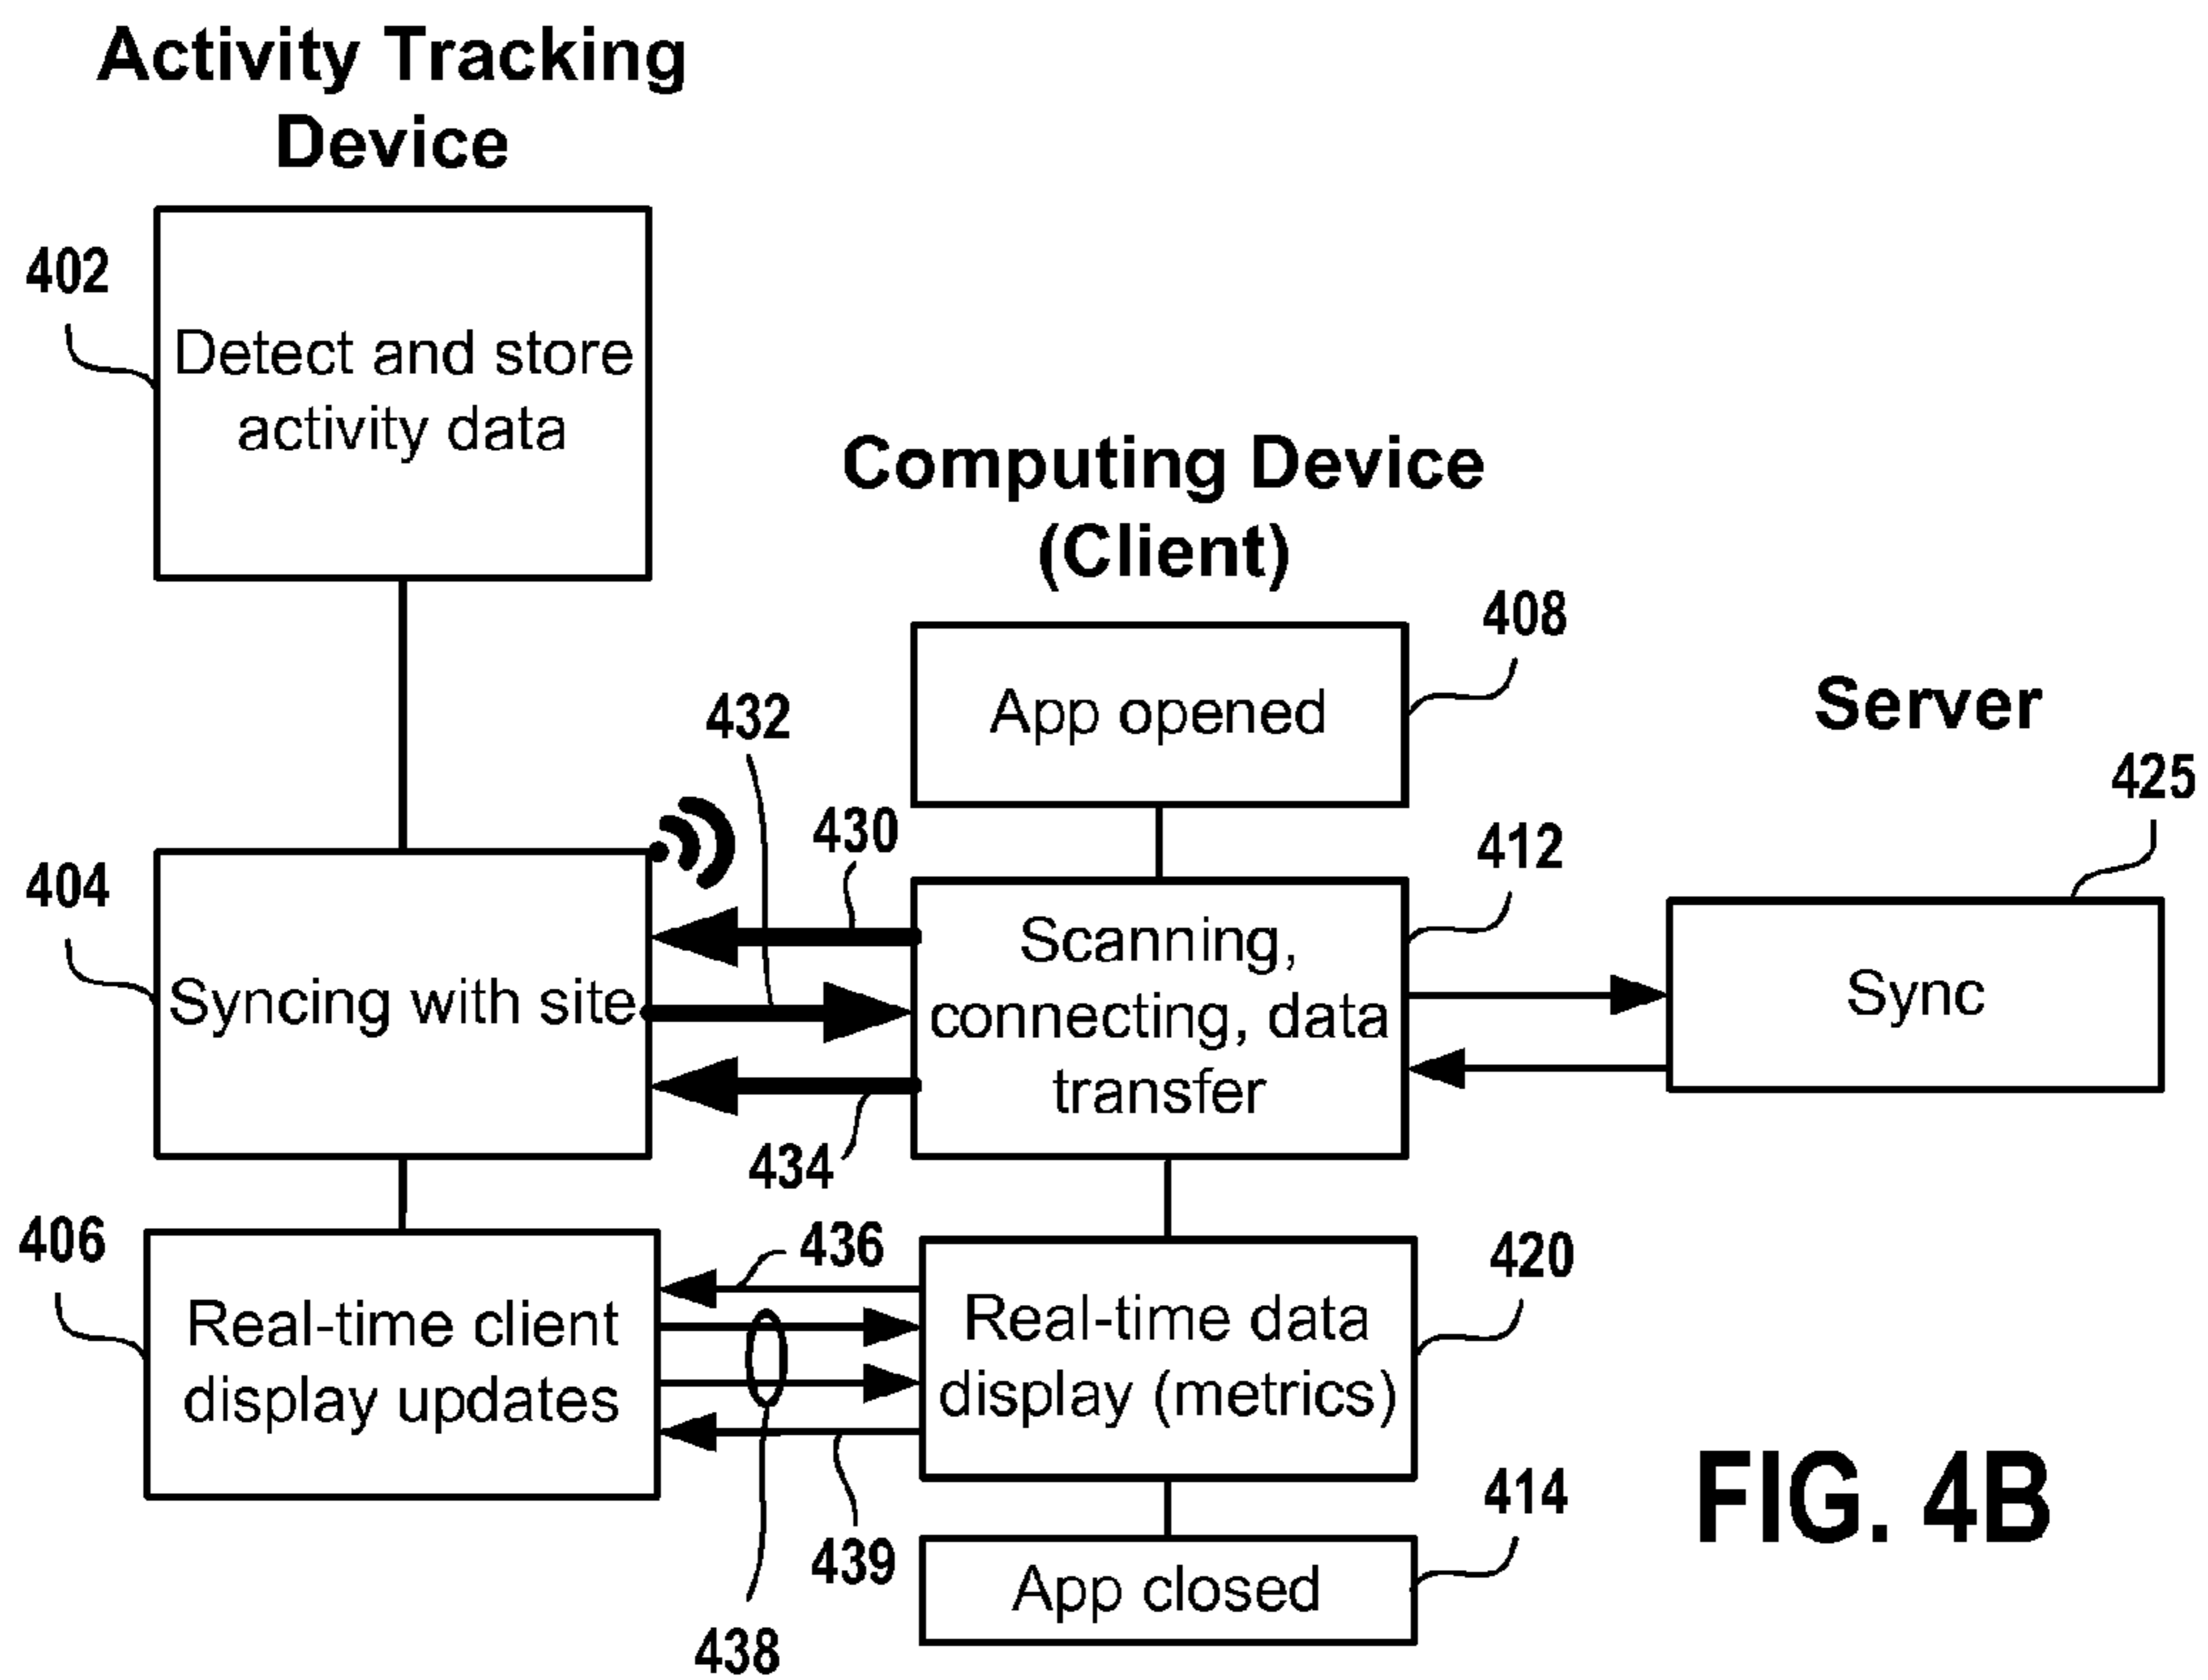 Activity Tracking
Device
402
Detect and store
activity data
Computing Device
(Client)
408
App opened
Server
432
425
430
412
404
Syncing with site
Scanning,
connecting, data
transfer
Sync
434
406
436
420
Real-time client
display updates
Real-time data
display (metrics)
414
439
App closed
438
FIG. 4B